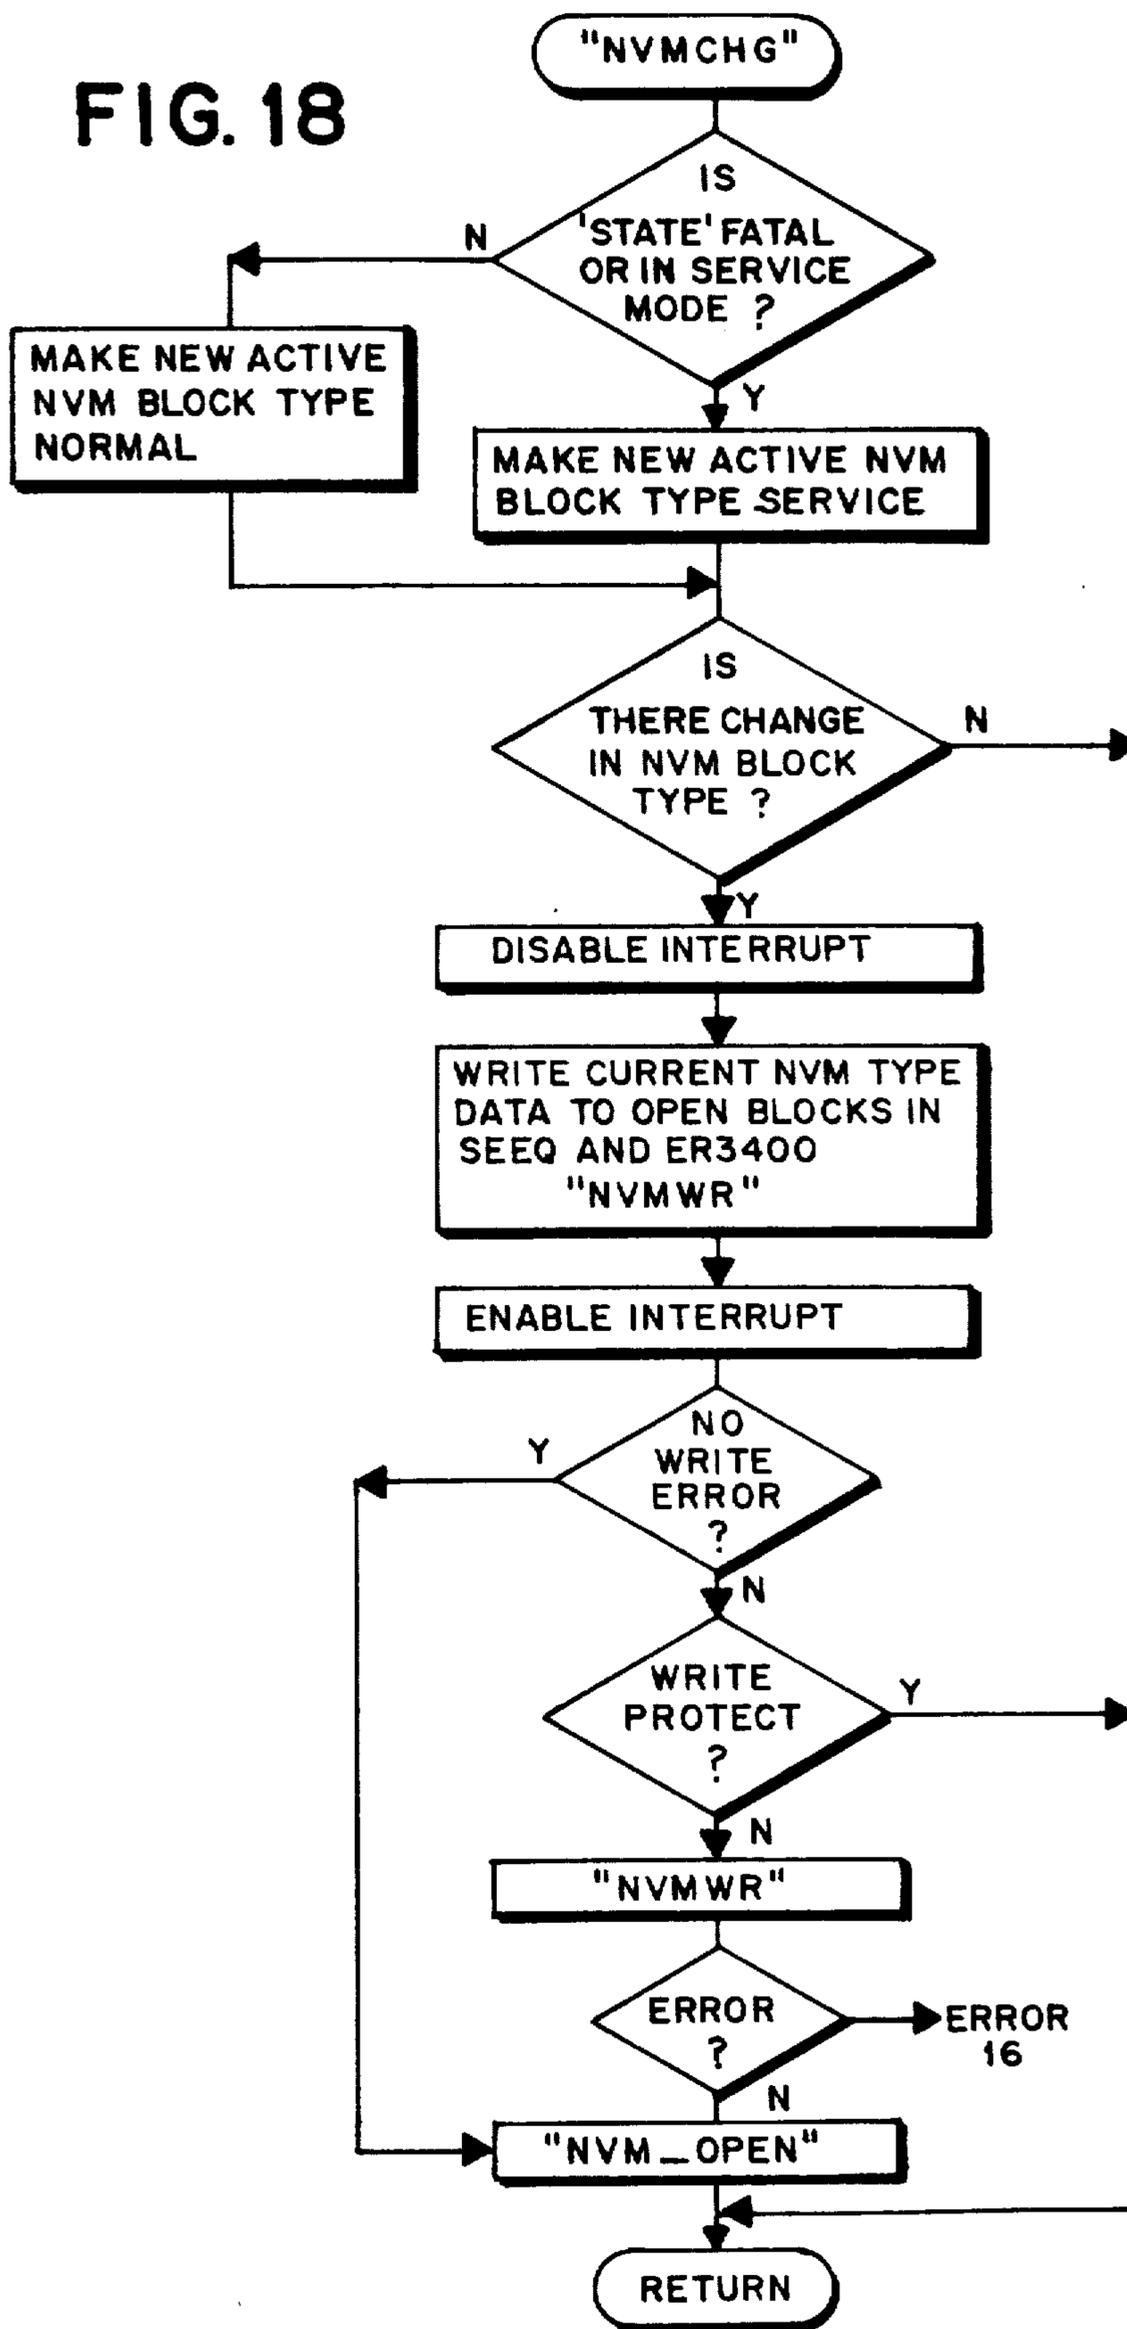 "NVMCHG"
FIG. 18
IS
'STATE' FATAL
OR IN SERVICE
MODE ?
N
Y
MAKE NEW ACTIVE
NVM BLOCK TYPE
NORMAL
MAKE NEW ACTIVE NVM
BLOCK TYPE SERVICE
IS
THERE CHANGE
IN NVM BLOCK
TYPE ?
N
Y
DISABLE INTERRUPT
WRITE CURRENT NVM TYPE
DATA TO OPEN BLOCKS IN
SEEQ AND ER3400
"NVMWR"
ENABLE INTERRUPT
NO
WRITE
ERROR
?
Y
N
WRITE
PROTECT
?
Y
N
"NVMWR"
ERROR
?
ERROR
16
N
"NVM_OPEN"
RETURN